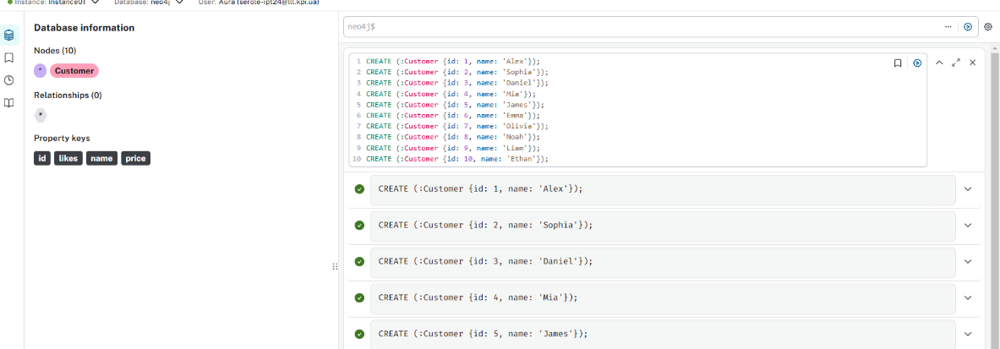 Instance: Instance01 Database: neo4j User: Aura (serole-ipt24@lll.kpi.ua)
Database information
Nodes (10)
* Customer
Relationships (0)
*
Property keys
id likes name price
neo4j$
1 CREATE (:Customer {id: 1, name: 'Alex'});
2 CREATE (:Customer {id: 2, name: 'Sophia'});
3 CREATE (:Customer {id: 3, name: 'Daniel'});
4 CREATE (:Customer {id: 4, name: 'Mia'});
5 CREATE (:Customer {id: 5, name: 'James'});
6 CREATE (:Customer {id: 6, name: 'Emma'});
7 CREATE (:Customer {id: 7, name: 'Olivia'});
8 CREATE (:Customer {id: 8, name: 'Noah'});
9 CREATE (:Customer {id: 9, name: 'Liam'});
10 CREATE (:Customer {id: 10, name: 'Ethan'});
CREATE (:Customer {id: 1, name: 'Alex'});
CREATE (:Customer {id: 2, name: 'Sophia'});
CREATE (:Customer {id: 3, name: 'Daniel'});
CREATE (:Customer {id: 4, name: 'Mia'});
CREATE (:Customer {id: 5, name: 'James'});